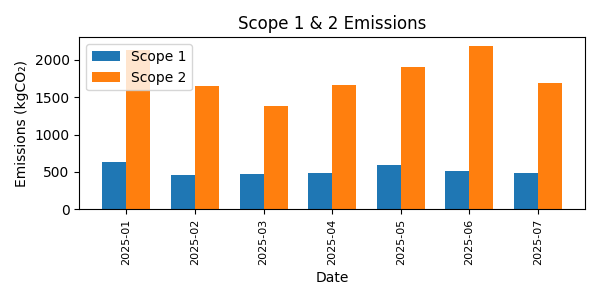 Scope 1 & 2 Emissions
Emissions (kgCO₂)
2000
1500
1000
500
0
Scope 1
Scope 2
2025-01
2025-02
2025-03
2025-04
2025-05
2025-06
2025-07
Date